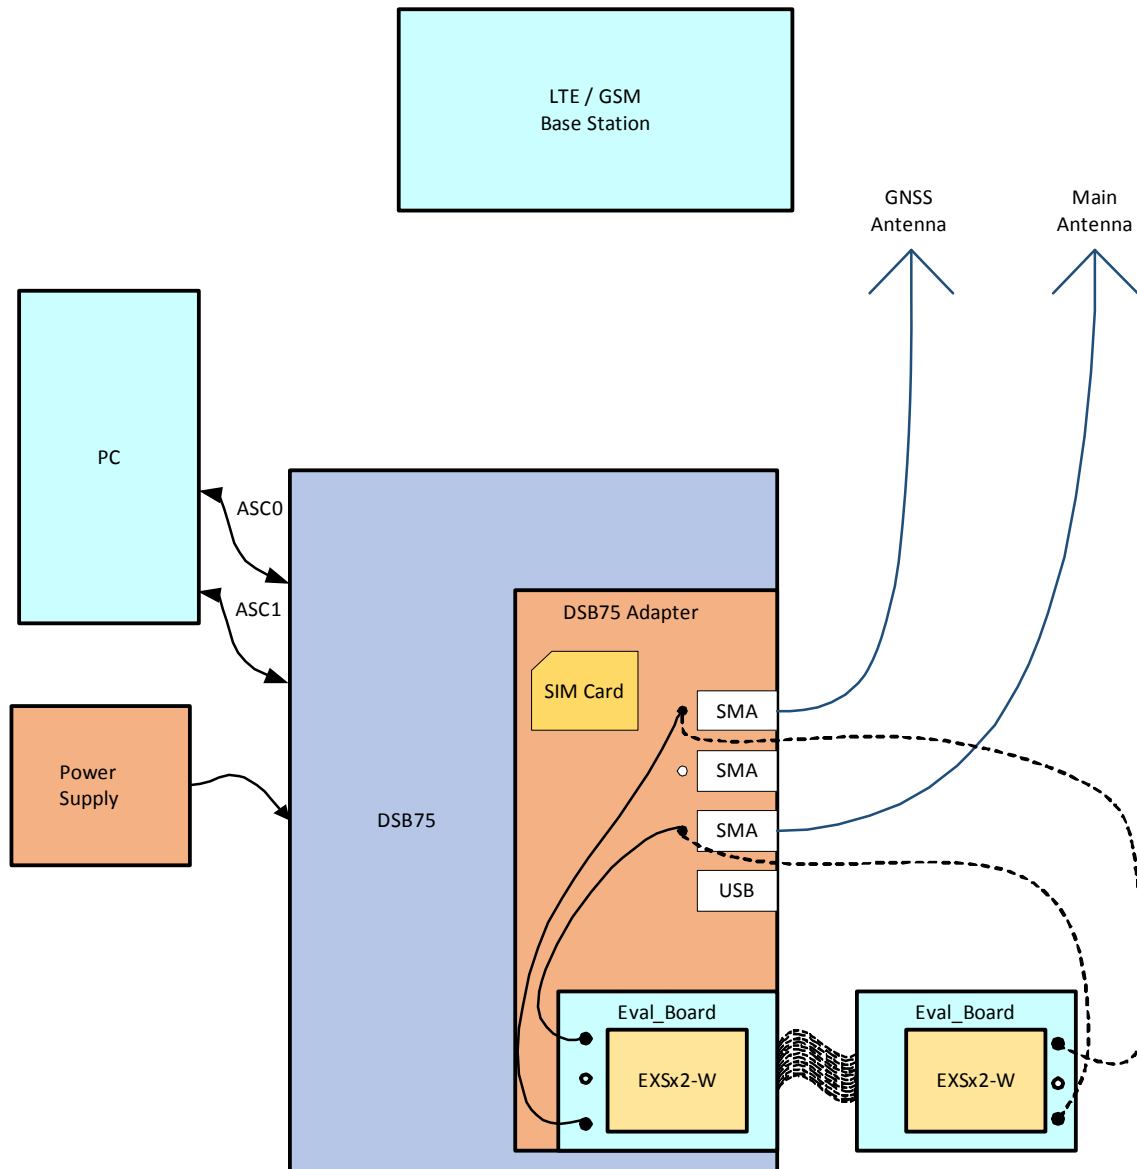 LTE / GSM
Base Station
GNSS
Antenna
Main
Antenna
PC
ASC0
ASC1
DSB75 Adapter
SIM Card
SMA
SMA
SMA
USB
Power
Supply
DSB75
Eval_Board
EXSx2-W
Eval_Board
EXSx2-W